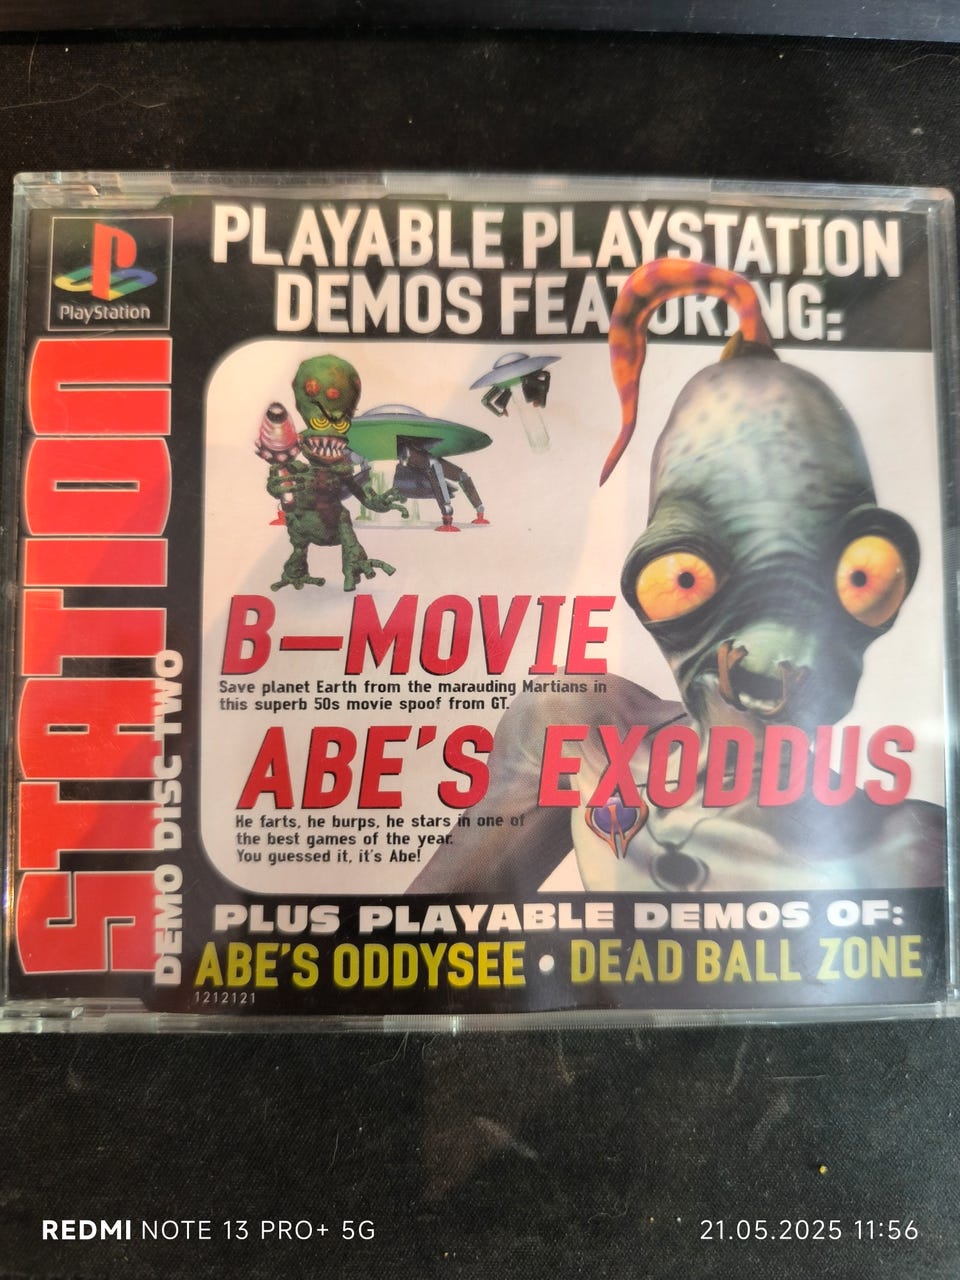 PlayStation
STATION
DEMO DISC TWO
PLAYABLE PLAYSTATION
DEMOS FEATURING:
B-MOVIE
Save planet Earth from the marauding Martians in
this superb 50s movie spoof from GT.
ABE'S EXODDUS
He farts, he burps, he stars in one of
the best games of the year.
You guessed it, it's Abe!
PLUS PLAYABLE DEMOS OF:
ABE'S ODDYSEE • DEAD BALL ZONE
1212121
REDMI NOTE 13 PRO+ 5G
21.05.2025 11:56